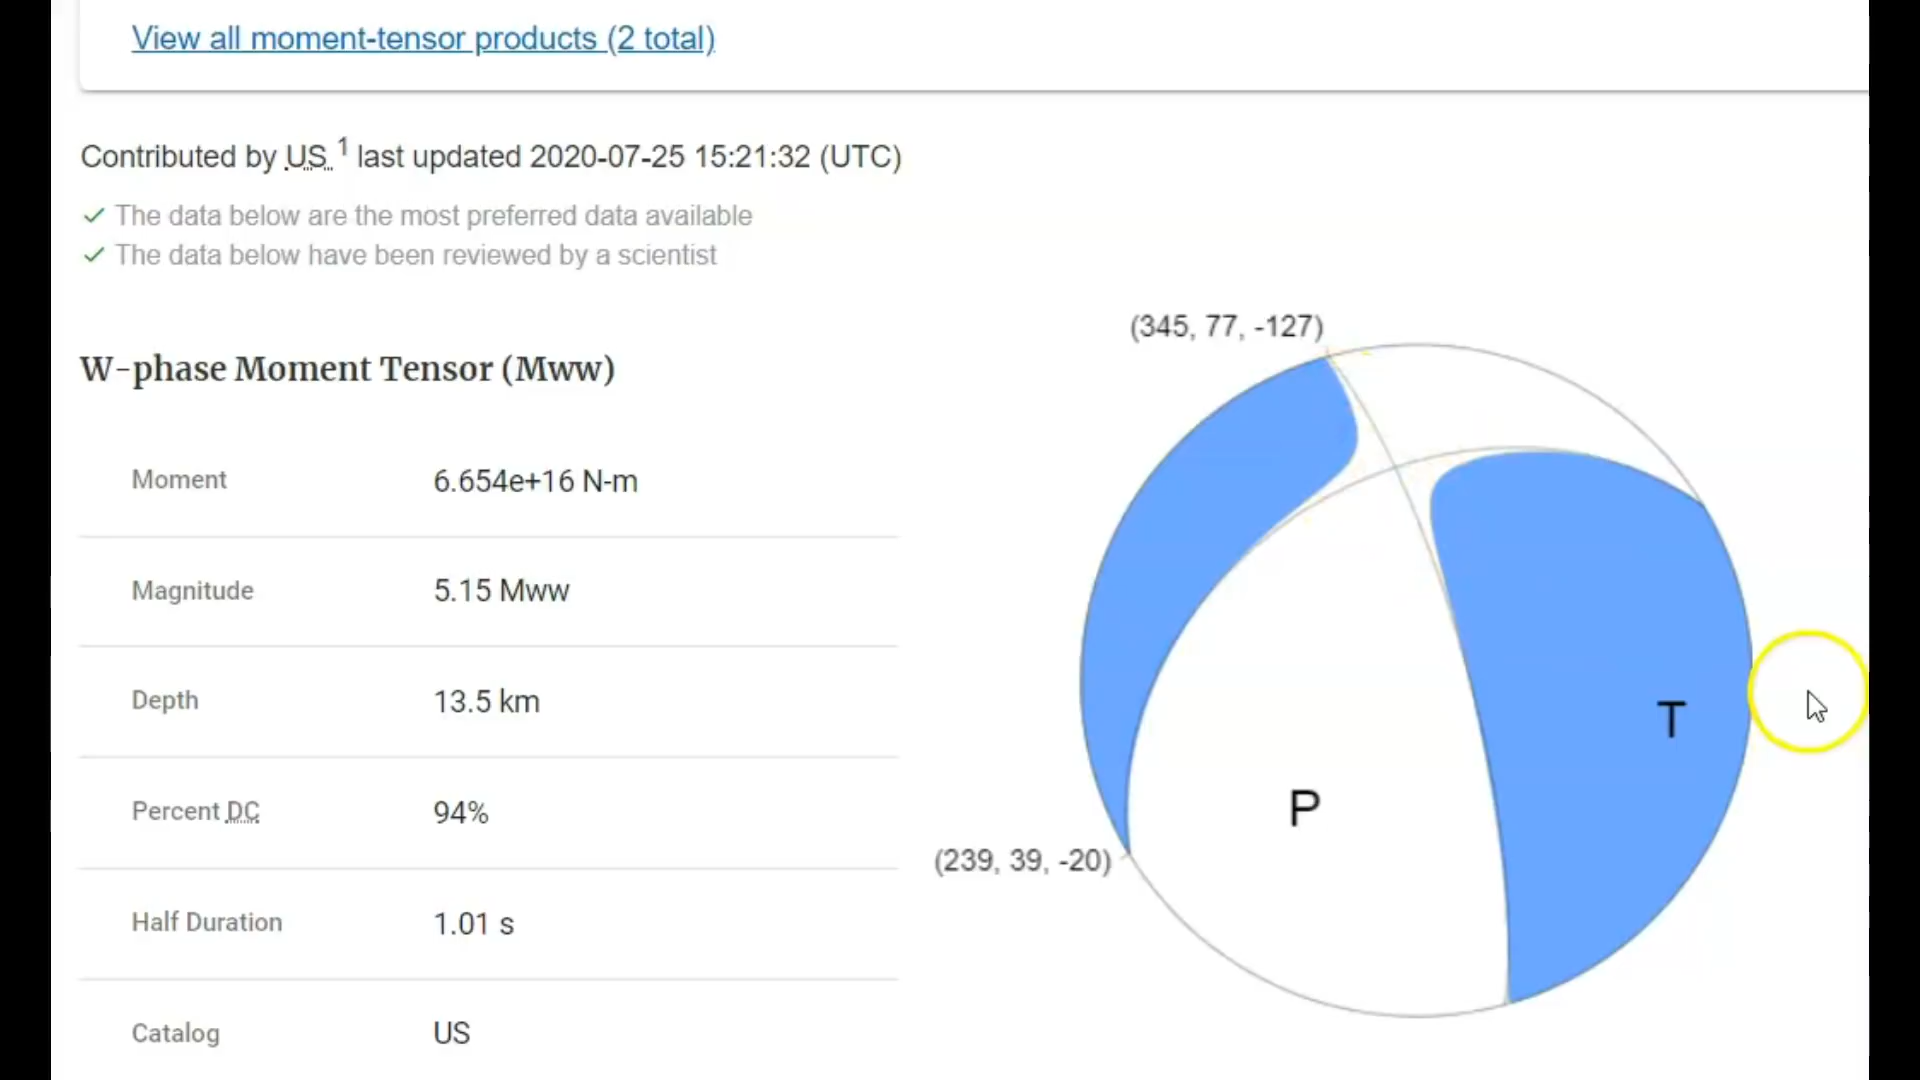 View all moment-tensor products (2 total)
Contributed by US 1 last updated 2020-07-25 15:21:32 (UTC)
The data below are the most preferred data available
The data below have been reviewed by a scientist
W-phase Moment Tensor (Mww)
Moment 6.654e+16 N-m
Magnitude 5.15 Mww
Depth 13.5 km
Percent DC 94%
Half Duration 1.01 s
Catalog US
(345, 77, -127)
T
P
(239, 39, -20)